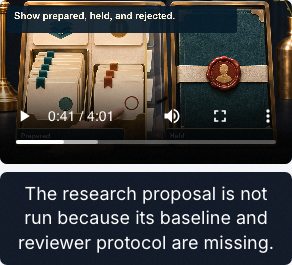 Show prepared, held, and rejected.
Prepared
Held
0:41 / 4:01
The research proposal is not
run because its baseline and
reviewer protocol are missing.